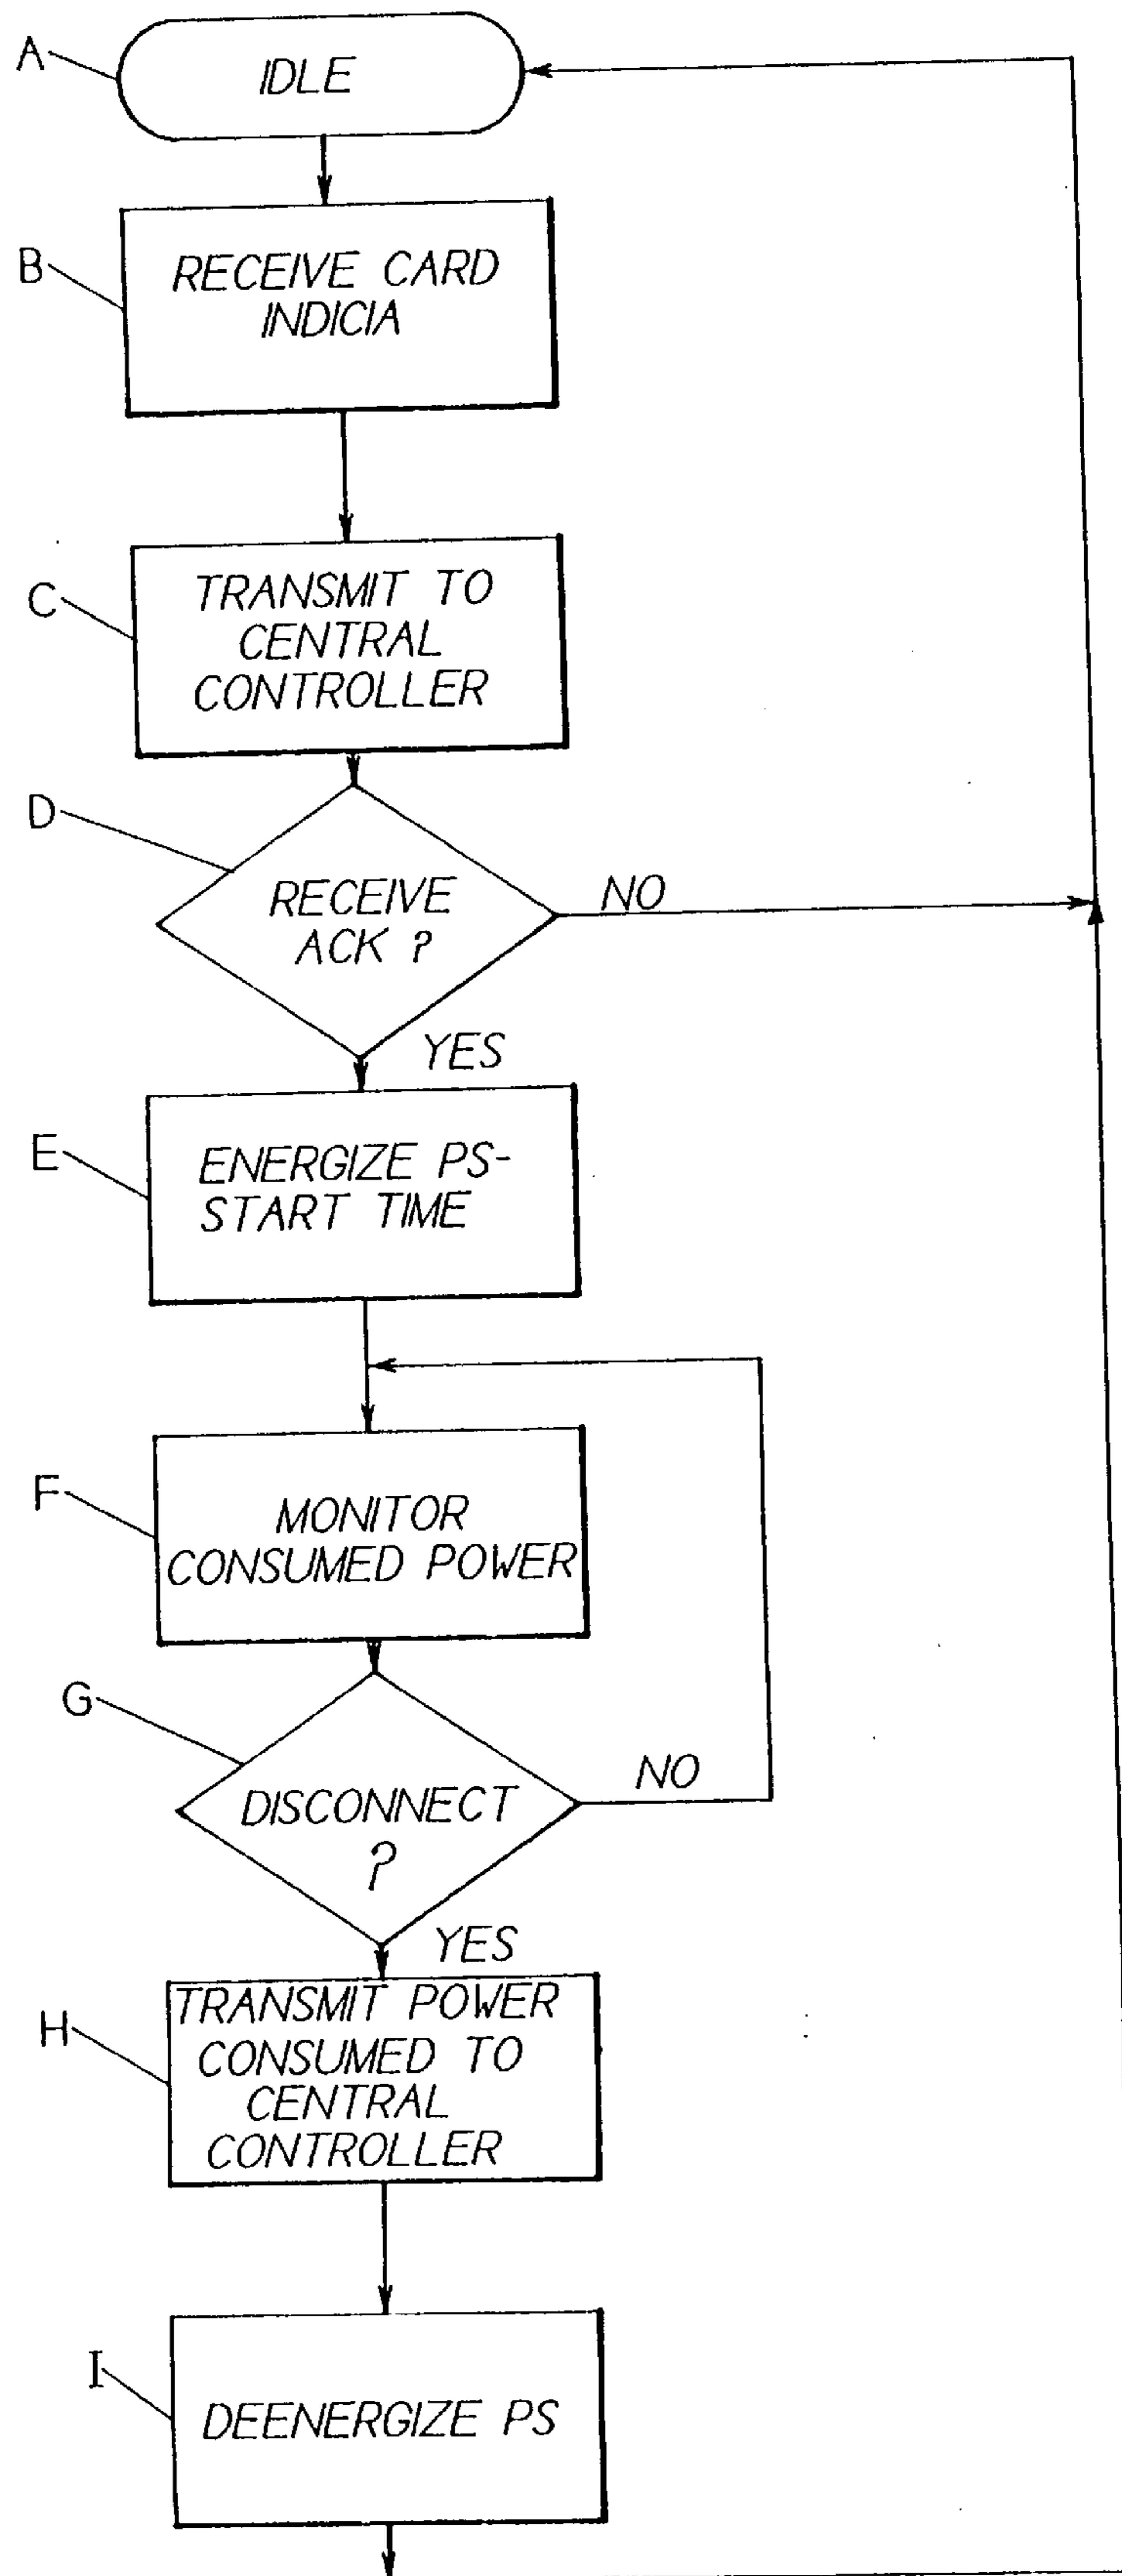 A
IDLE
B
RECEIVE CARD
INDICIA
C
TRANSMIT TO
CENTRAL
CONTROLLER
D
RECEIVE
ACK ?
NO
YES
E
ENERGIZE PS-
START TIME
F
MONITOR
CONSUMED POWER
G
DISCONNECT
?
NO
YES
H
TRANSMIT POWER
CONSUMED TO
CENTRAL
CONTROLLER
I
DEENERGIZE PS